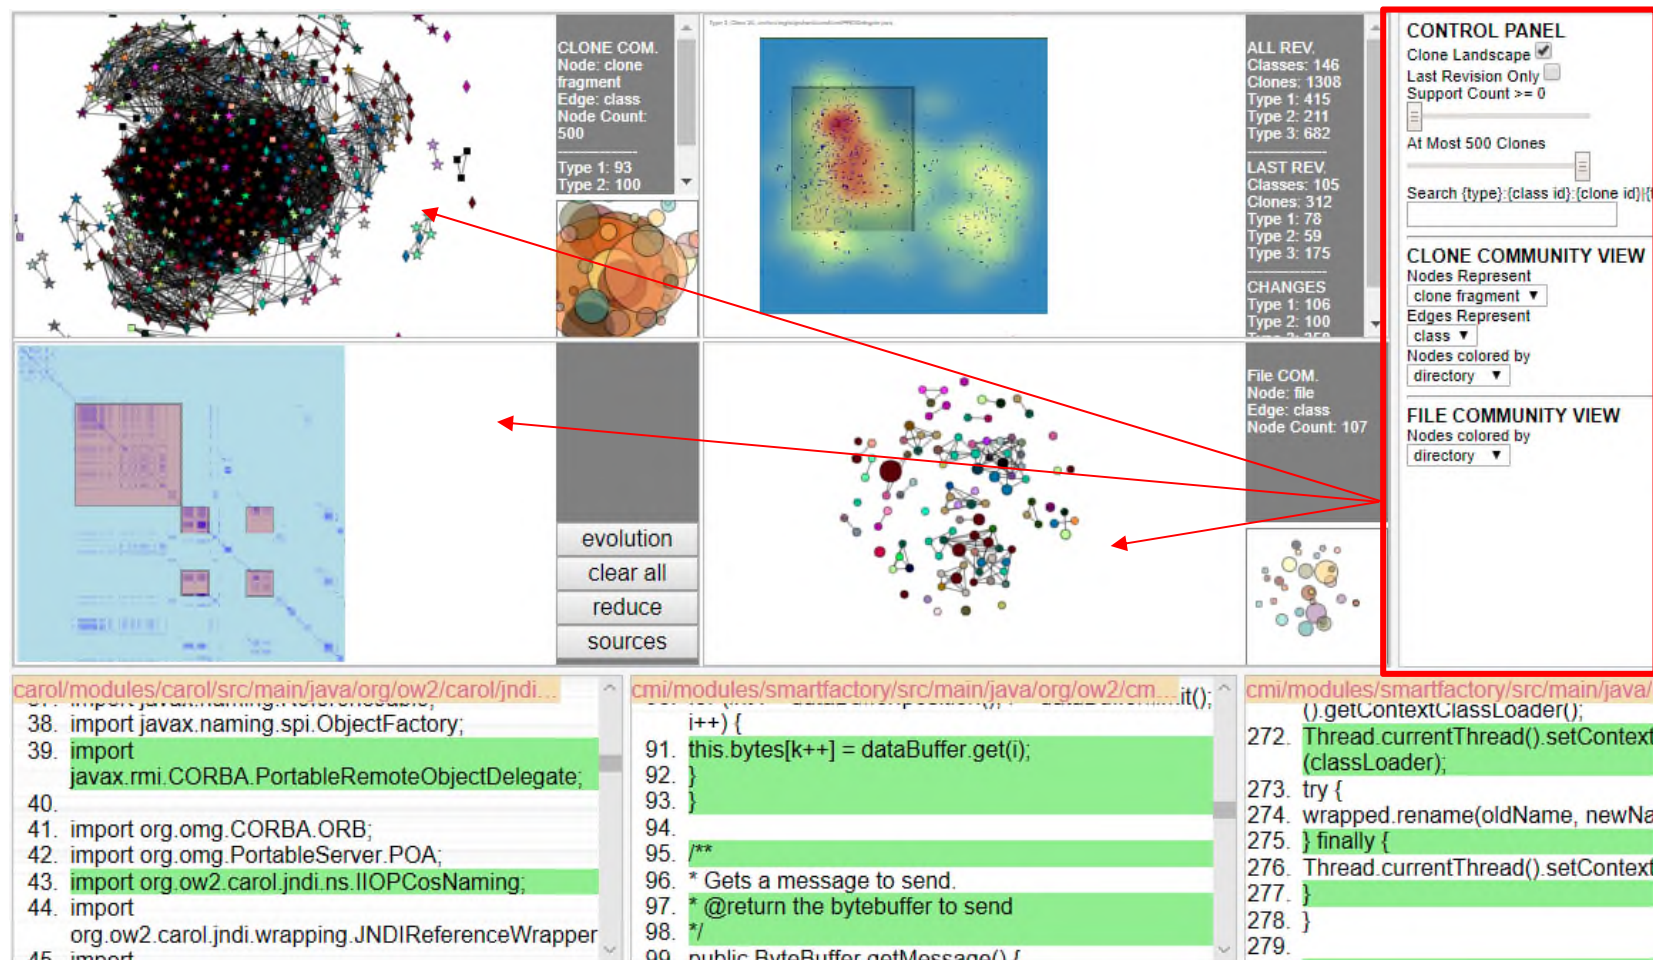 CLONE COM.
Node: clone
fragment
Edge: class
Node Count:
500
Type 1: 93
Type 2: 100
ALL REV.
Classes: 146
Clones: 1308
Type 1: 415
Type 2: 211
Type 3: 682
LAST REV.
Classes: 105
Clones: 312
Type 1: 78
Type 2: 59
Type 3: 175
CHANGES
Type 1: 106
Type 2: 100
CONTROL PANEL
Clone Landscape
Last Revision Only
Support Count >= 0
At Most 500 Clones
Search {type}:{class id}:{clone id}|{t
CLONE COMMUNITY VIEW
Nodes Represent
clone fragment ▼
Edges Represent
class ▼
Nodes colored by
directory ▼
FILE COMMUNITY VIEW
Nodes colored by
directory ▼
evolution
clear all
reduce
sources
File COM.
Node: file
Edge: class
Node Count: 107
carol/modules/carol/src/main/java/org/ow2/carol/jndi...
38. import javax.naming.spi.ObjectFactory;
39. import
javax.rmi.CORBA.PortableRemoteObjectDelegate;
40.
41. import org.omg.CORBA.ORB;
42. import org.omg.PortableServer.POA;
43. import org.ow2.carol.jndi.ns.IIOPCosNaming;
44. import
org.ow2.carol.jndi.wrapping.JNDIReferenceWrapper
45. import
cmi/modules/smartfactory/src/main/java/org/ow2/cm...it();
i++) {
91. this.bytes[k++] = dataBuffer.get(i);
92. }
93. }
94.
95. /**
96. * Gets a message to send.
97. * @return the bytebuffer to send
98. */
99. public ByteBuffer getMessage() {
cmi/modules/smartfactory/src/main/java/
().getContextClassLoader();
272. Thread.currentThread().setContext
(classLoader);
273. try {
274. wrapped.rename(oldName, newNa
275. } finally {
276. Thread.currentThread().setContext
277. }
278. }
279.